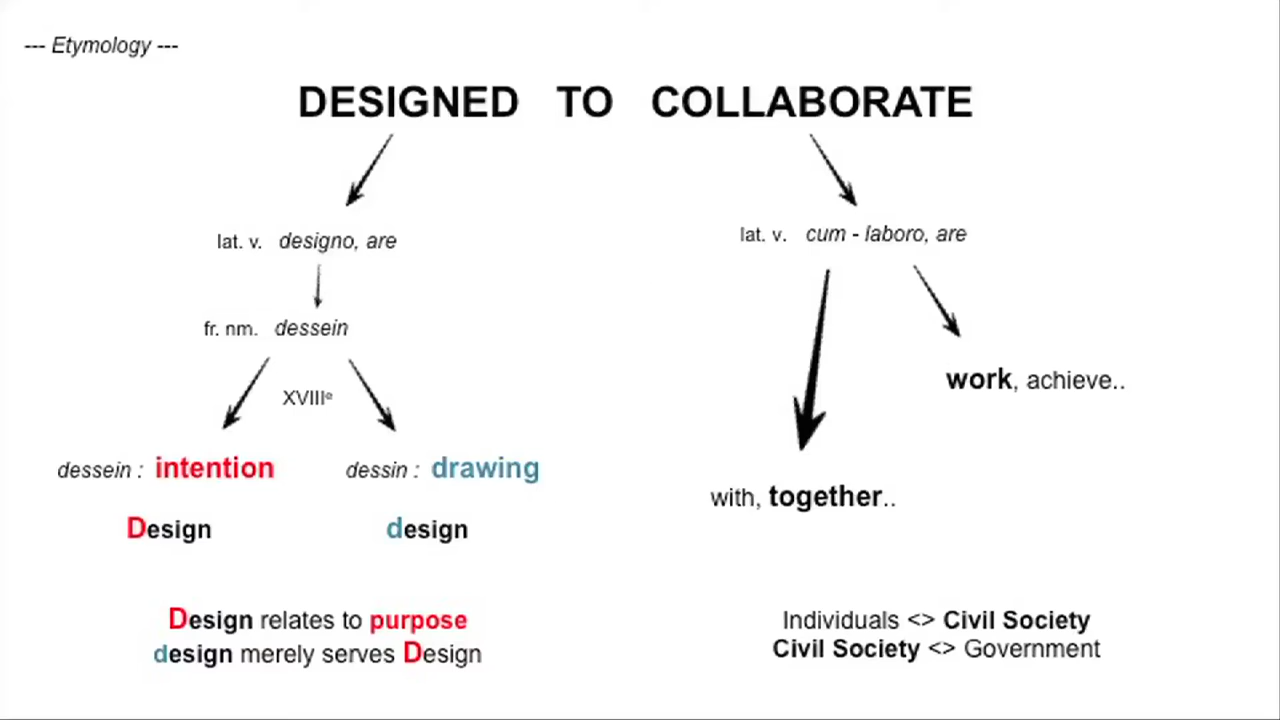 --- Etymology ---
DESIGNED TO COLLABORATE
lat. v. designo, are
lat. v. cum - laboro, are
fr. nm. dessein
XVIIIᵉ
work, achieve..
dessein : intention
dessin : drawing
with, together..
Design
design
Design relates to purpose
design merely serves Design
Individuals <> Civil Society
Civil Society <> Government